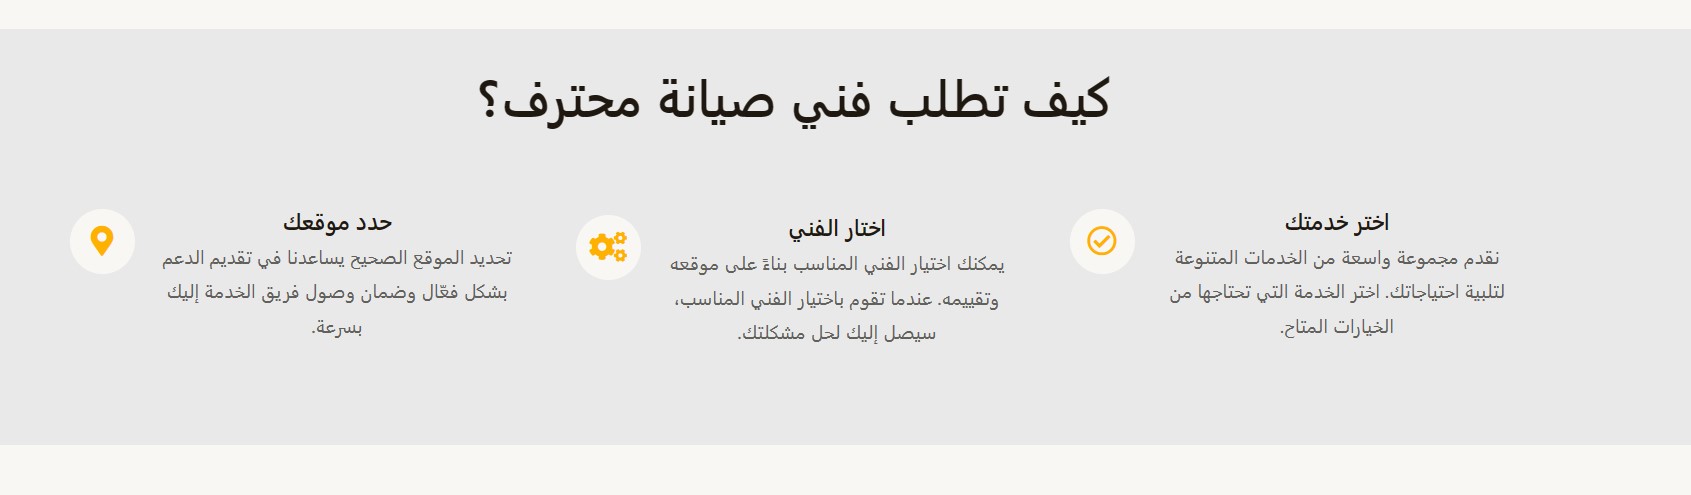 كيف تطلب فني صيانة محترف؟
اختر خدمتك
نقدم مجموعة واسعة من الخدمات المتنوعة
لتلبية احتياجاتك. اختر الخدمة التي تحتاجها من
الخيارات المتاح.
اختار الفني
يمكنك اختيار الفني المناسب بناءً على موقعه
وتقييمه. عندما تقوم باختيار الفني المناسب،
سيصل إليك لحل مشكلتك.
حدد موقعك
تحديد الموقع الصحيح يساعدنا في تقديم الدعم
بشكل فعّال وضمان وصول فريق الخدمة إليك
بسرعة.